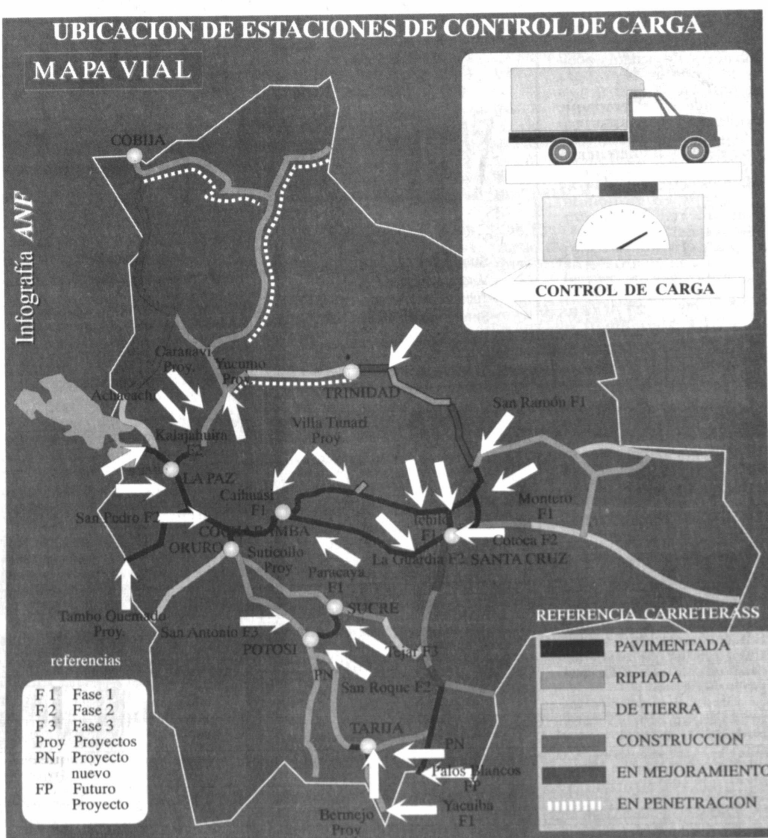 UBICACION DE ESTACIONES DE CONTROL DE CARGA
MAPA VIAL
Infografía ANF
CONTROL DE CARGA
COBIJA
Caranavi
Proy.
Yucumo
Proy
TRINIDAD
San Ramón F1
Villa Tunari
Proy
Kalajahuira
F2
LA PAZ
Caihuasi
F1
Montero
F1
San Pedro F2
COCHABAMBA
ORURO
Suticollo
Proy
F1
Cotoca F2
La Guardia F2
SANTA CRUZ
Parucaya
F1
Tambo Quemado
Proy.
San Antonio F3
SUCRE
POTOSI
Tejar F3
San Roque F2
PN
TARIJA
PN
Palos Blancos
FP
Bermejo
Proy
Yacuiba
F1
referencias
F 1 Fase 1
F 2 Fase 2
F 3 Fase 3
Proy Proyectos
PN Proyecto
nuevo
FP Futuro
Proyecto
REFERENCIA CARRETERASS
PAVIMENTADA
RIPIADA
DE TIERRA
CONSTRUCCION
EN MEJORAMIENTO
EN PENETRACION